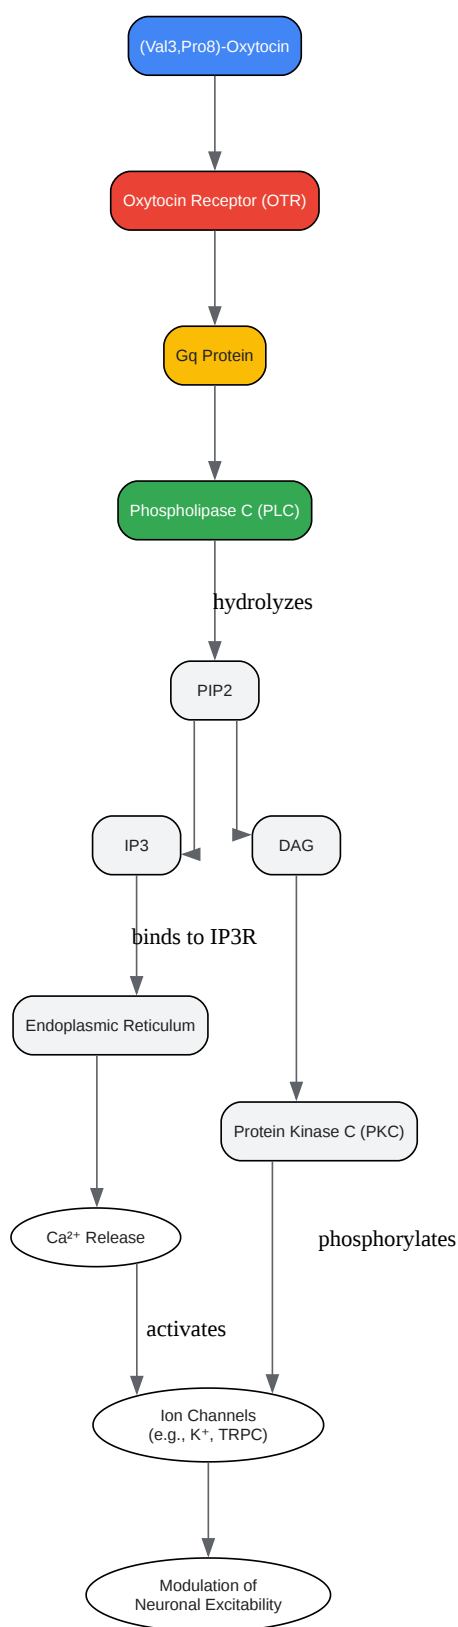 (Val3,Pro8)-Oxytocin
Oxytocin Receptor (OTR)
Gq Protein
Phospholipase C (PLC)
hydrolyzes
PIP2
IP3
DAG
binds to IP3R
Endoplasmic Reticulum
Protein Kinase C (PKC)
Ca²⁺ Release
phosphorylates
activates
Ion Channels
(e.g., K⁺, TRPC)
Modulation of
Neuronal Excitability